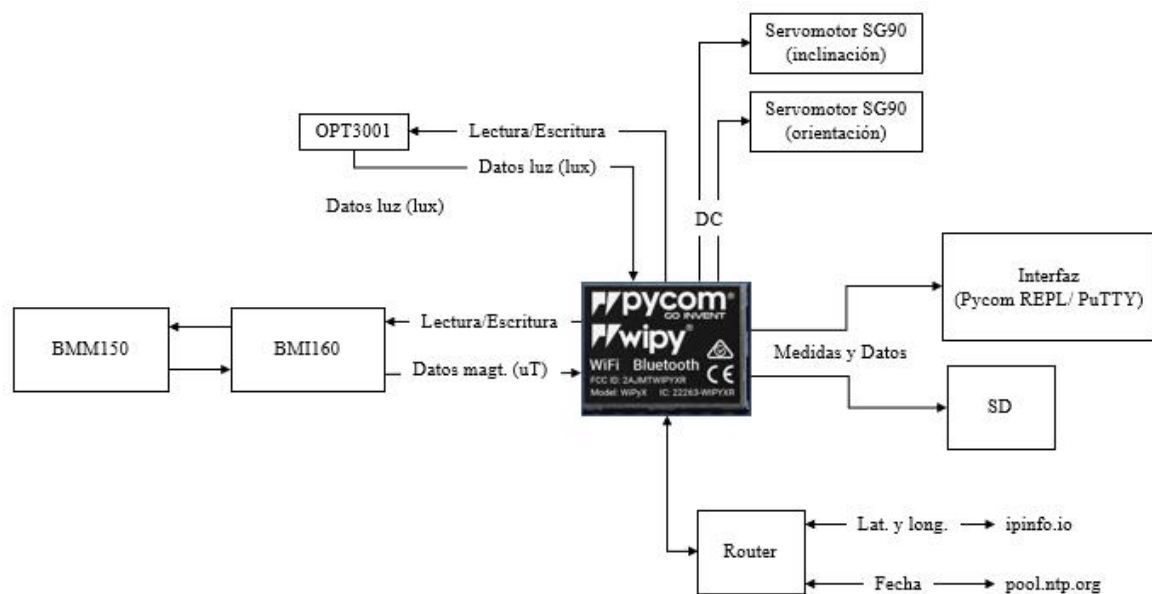 Servomotor SG90
(inclinación)
Servomotor SG90
(orientación)
OPT3001
Lectura/Escritura
Datos luz (lux)
Datos luz (lux)
DC
Interfaz
(Pycom REPL/ PuTTY)
BMM150
BMI160
Lectura/Escritura
Datos magt. (uT)
pycom®
GO INVENT
wipy®
WiFi Bluetooth
FCC ID: 2AJMTWIPYXR
Model: WiPyX IC: 22263-WIPYXR
CE
Medidas y Datos
SD
Router
Lat. y long.
ipinfo.io
Fecha
pool.ntp.org